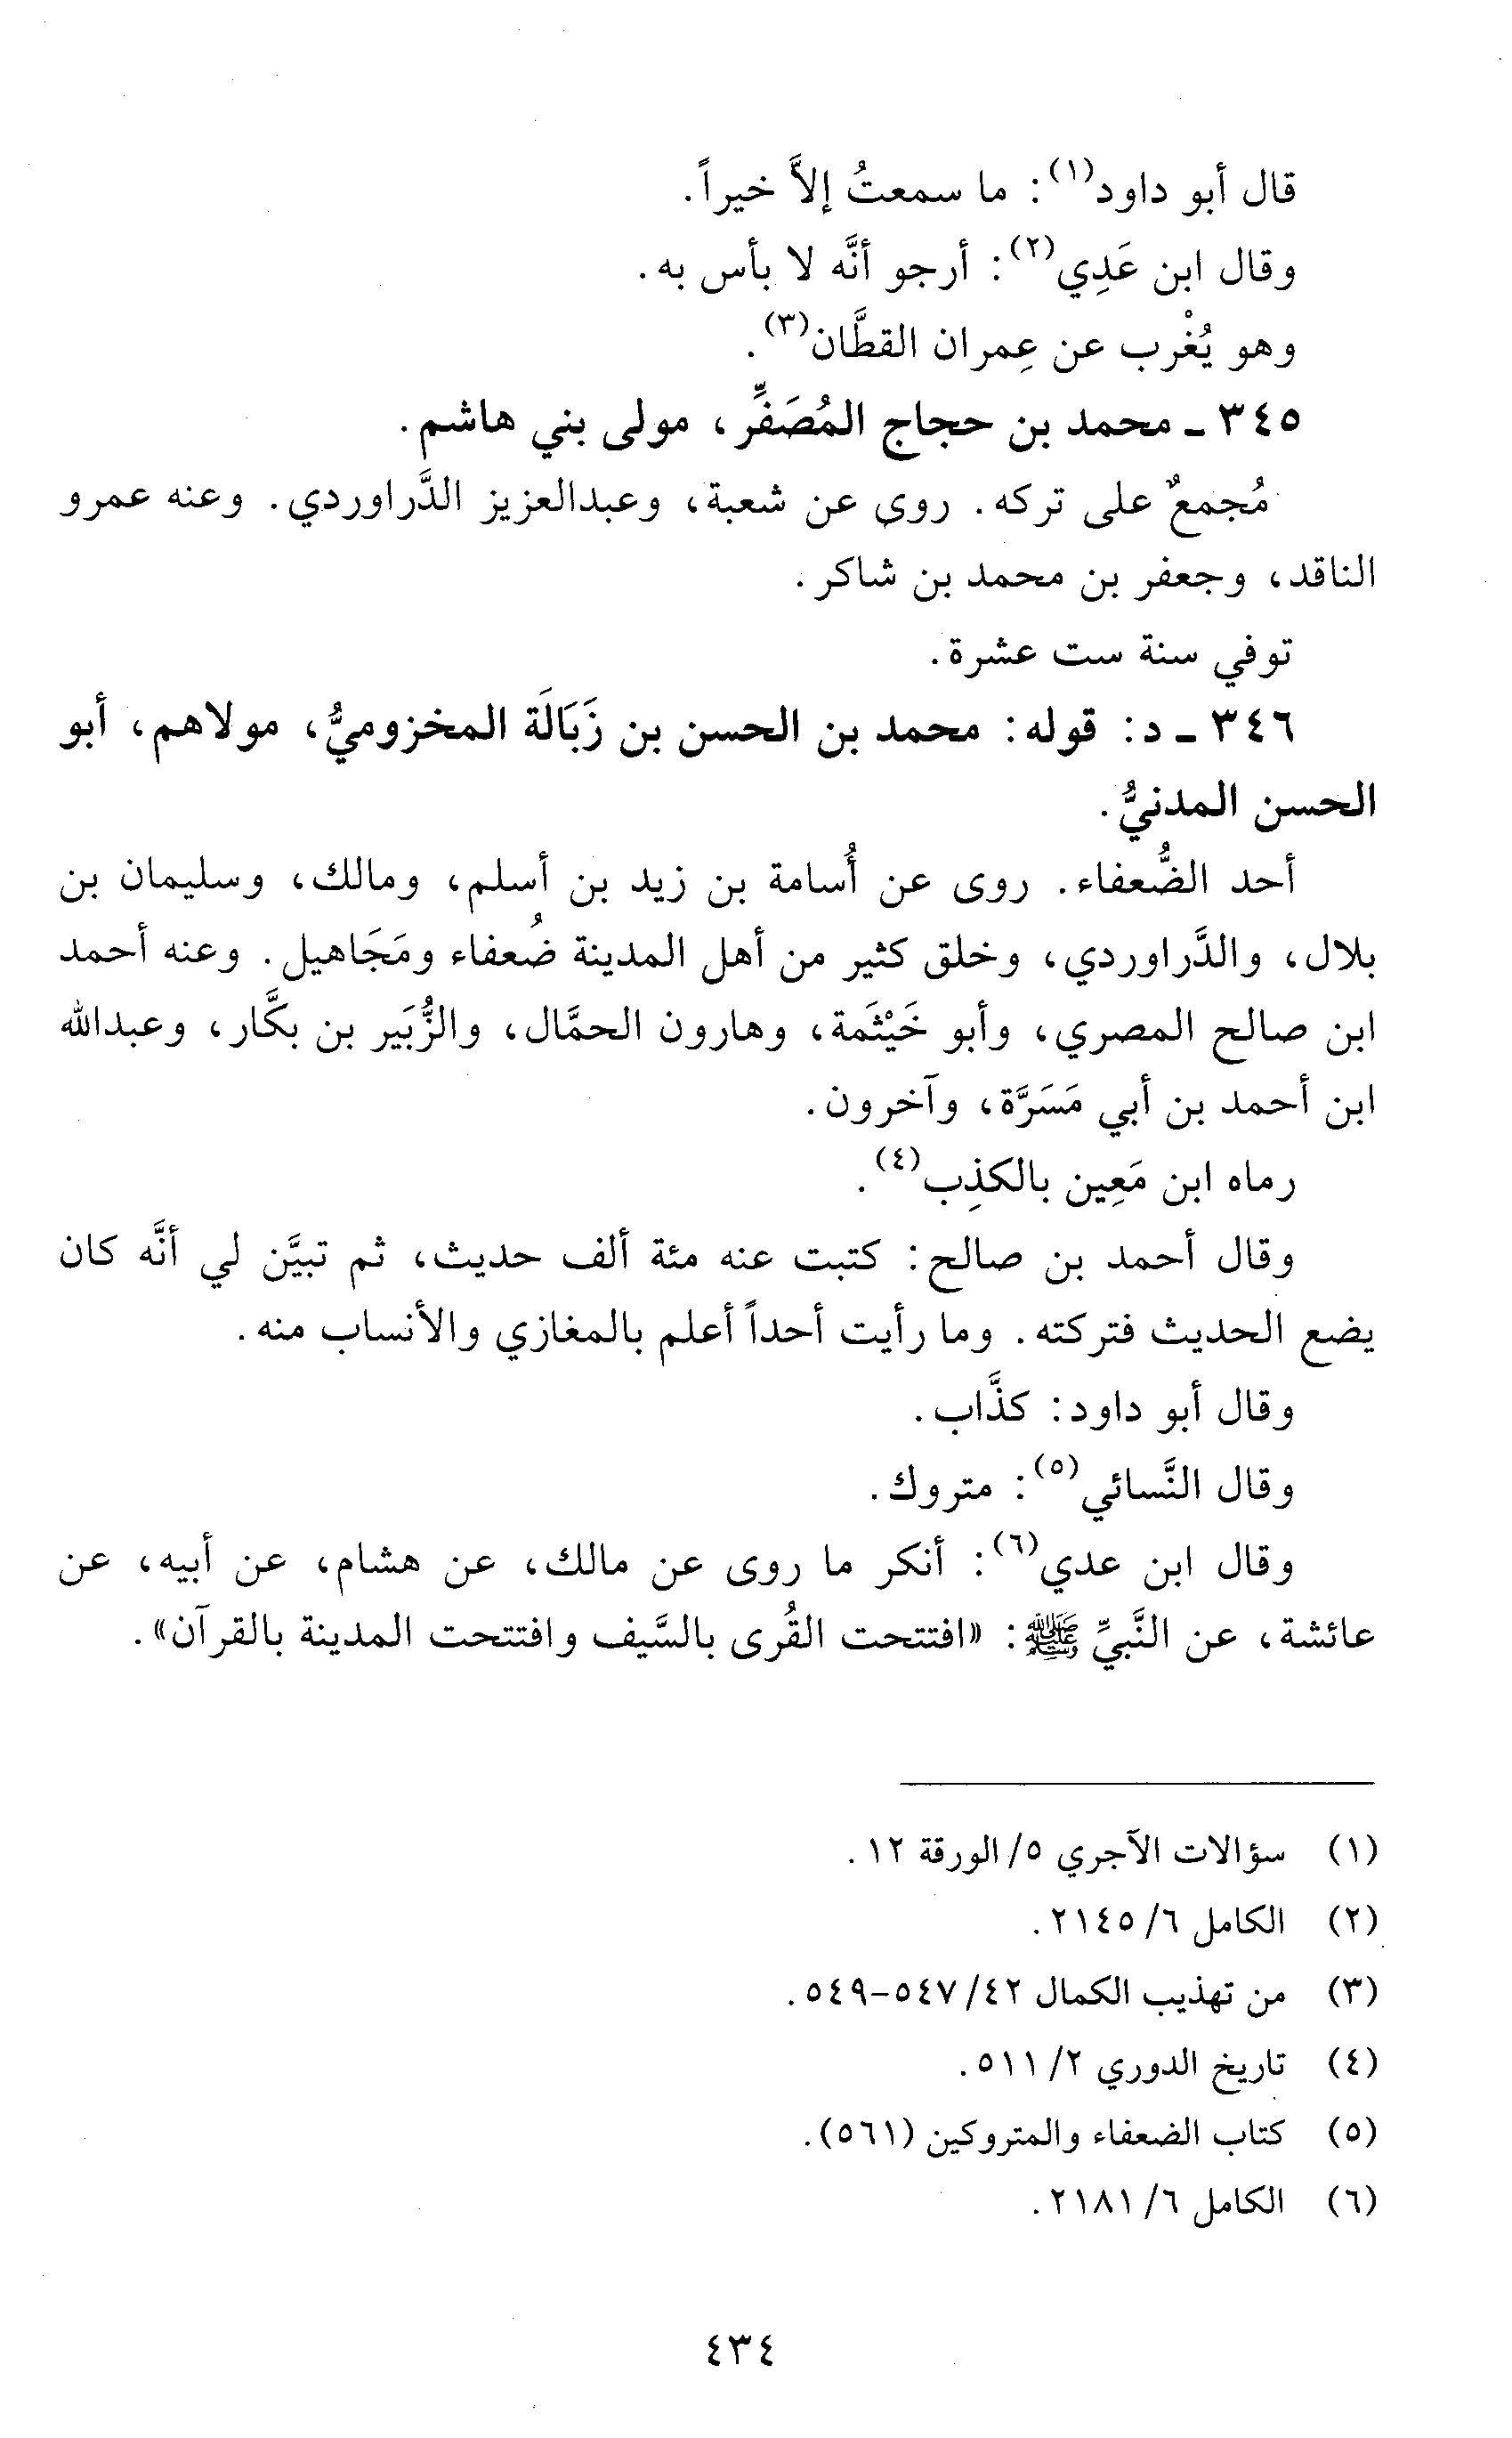 قال أبو داود(١): ما سمعتُ إلاَّ خيراً.
وقال ابن عَدِي(٢): أرجو أنَّه لا بأس به.
وهو يُغْرب عن عِمران القطَّان(٣).
٣٤٥ ـ محمد بن حجاج المُصَفِّر، مولى بني هاشم.
مُجمعٌ على تركه. روى عن شعبة، وعبدالعزيز الدَّراوردي. وعنه عمرو
الناقد، وجعفر بن محمد بن شاكر.
توفي سنة ست عشرة.
٣٤٦ ـ د: قوله: محمد بن الحسن بن زَبَالَة المخزوميُّ، مولاهم، أبو
الحسن المدنيُّ.
أحد الضُّعفاء. روى عن أُسامة بن زيد بن أسلم، ومالك، وسليمان بن
بلال، والدَّراوردي، وخلق كثير من أهل المدينة ضُعفاء ومَجَاهيل. وعنه أحمد
ابن صالح المصري، وأبو خَيْثَمة، وهارون الحمَّال، والزُّبَير بن بكَّار، وعبدالله
ابن أحمد بن أبي مَسَرَّة، وآخرون.
رماه ابن مَعِين بالكذِب(٤).
وقال أحمد بن صالح: كتبت عنه مئة ألف حديث، ثم تبيَّن لي أنَّه كان
يضع الحديث فتركته. وما رأيت أحداً أعلم بالمغازي والأنساب منه.
وقال أبو داود: كذَّاب.
وقال النَّسائي(٥): متروك.
وقال ابن عدي(٦): أنكر ما روى عن مالك، عن هشام، عن أبيه، عن
عائشة، عن النَّبيِّ ﷺ: «افتتحت القُرى بالسَّيف وافتتحت المدينة بالقرآن».
(١) سؤالات الآجري ٥/ الورقة ١٢.
(٢) الكامل ٦/ ٢١٤٥.
(٣) من تهذيب الكمال ٤٢/ ٥٤٧-٥٤٩.
(٤) تاريخ الدوري ٢/ ٥١١.
(٥) كتاب الضعفاء والمتروكين (٥٦١).
(٦) الكامل ٦/ ٢١٨١.
٤٣٤